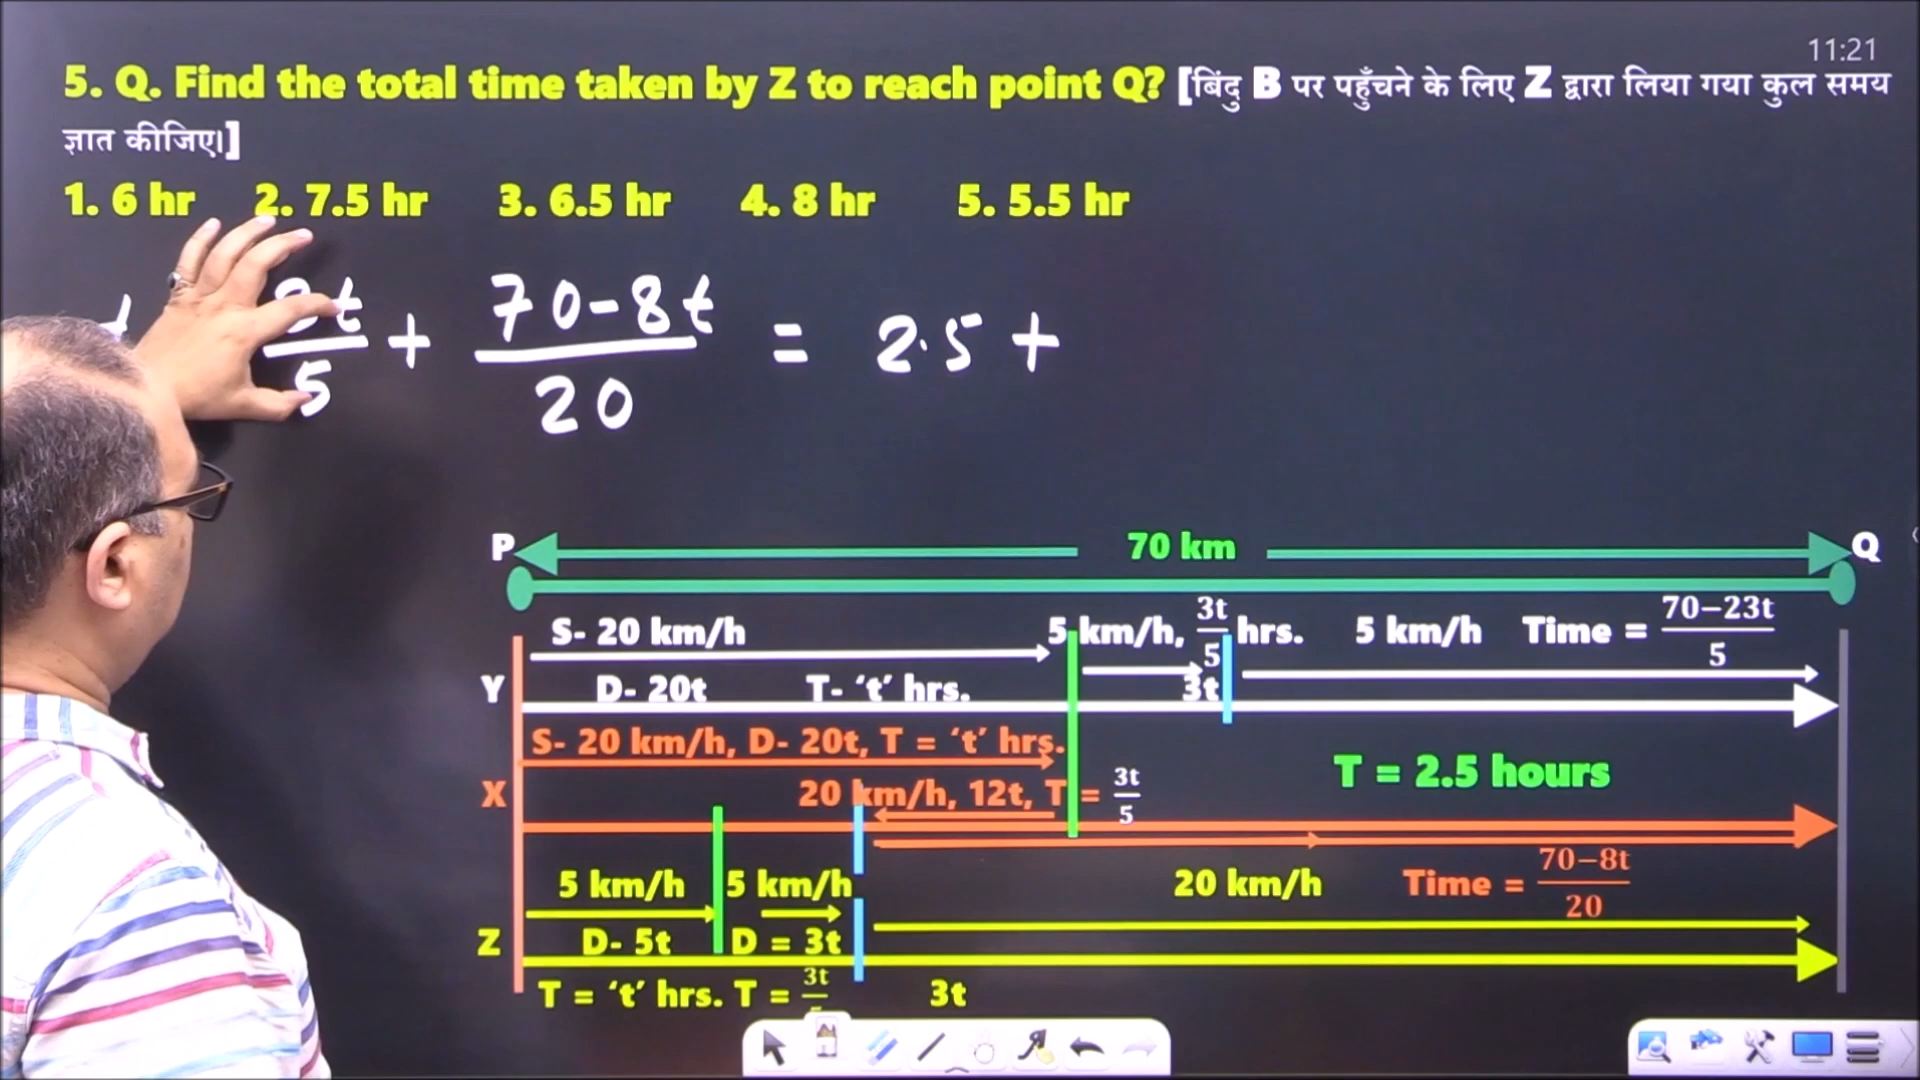 11:21
5. Q. Find the total time taken by Z to reach point Q? [बिंदु B पर पहुँचने के लिए Z द्वारा लिया गया कुल समय
ज्ञात कीजिए।]
1. 6 hr 2. 7.5 hr 3. 6.5 hr 4. 8 hr 5. 5.5 hr
t/5 + 70-8t/20 = 2.5 +
P 70 km Q
S- 20 km/h 5 km/h, 3t/5 hrs. 5 km/h Time = 70−23t/5
Y D- 20t T- ‘t’ hrs. 3t
S- 20 km/h, D- 20t, T = ‘t’ hrs.
T = 2.5 hours
X 20 km/h, 12t, T = 3t/5
5 km/h 5 km/h 20 km/h Time = 70−8t/20
Z D- 5t D = 3t
T = ‘t’ hrs. T = 3t 3t